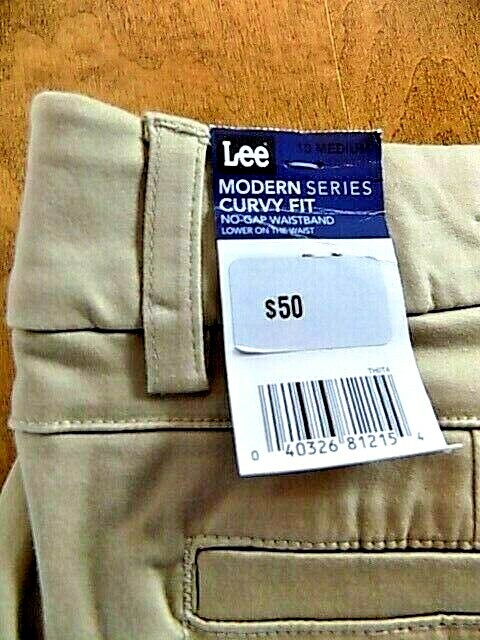 Lee
10 MEDIUM
MODERN SERIES
CURVY FIT
NO-GAP WAISTBAND
LOWER ON THE WAIST
$50
0 40326 81215 4